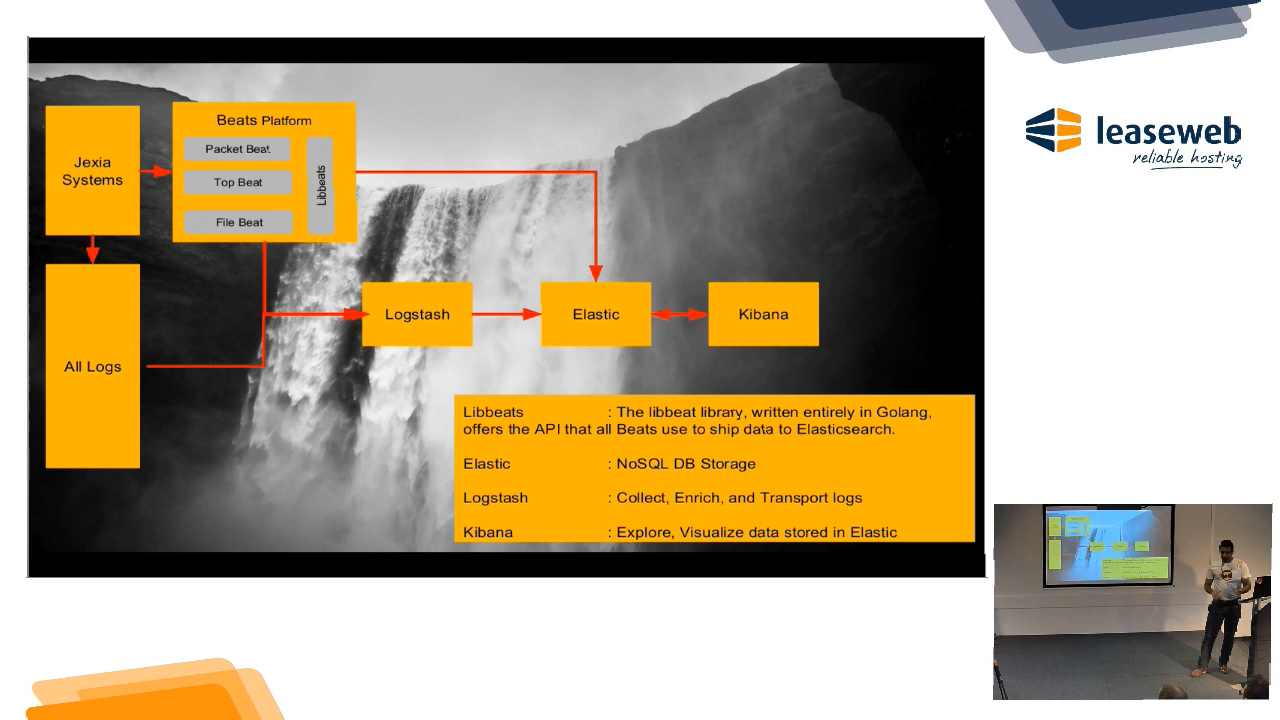 leaseweb
reliable hosting
Jexia
Systems
Beats Platform
Packet Beat
Top Beat
File Beat
Libbeats
All Logs
Logstash
Elastic
Kibana
Libbeats : The libbeat library, written entirely in Golang,
offers the API that all Beats use to ship data to Elasticsearch.
Elastic : NoSQL DB Storage
Logstash : Collect, Enrich, and Transport logs
Kibana : Explore, Visualize data stored in Elastic